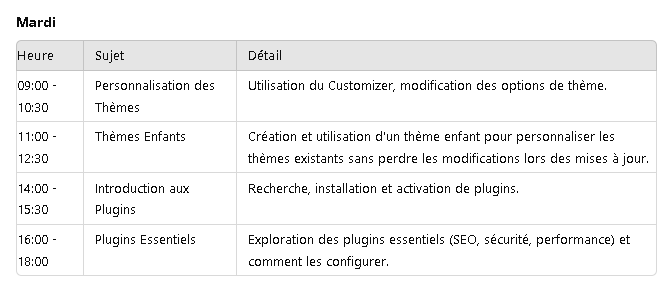 Mardi
Heure Sujet Détail
09:00 - Personnalisation des Utilisation du Customizer, modification des options de thème.
10:30 Thèmes
11:00 - Thèmes Enfants Création et utilisation d'un thème enfant pour personnaliser les
12:30 thèmes existants sans perdre les modifications lors des mises à jour.
14:00 - Introduction aux Recherche, installation et activation de plugins.
15:30 Plugins
16:00 - Plugins Essentiels Exploration des plugins essentiels (SEO, sécurité, performance) et
18:00 comment les configurer.